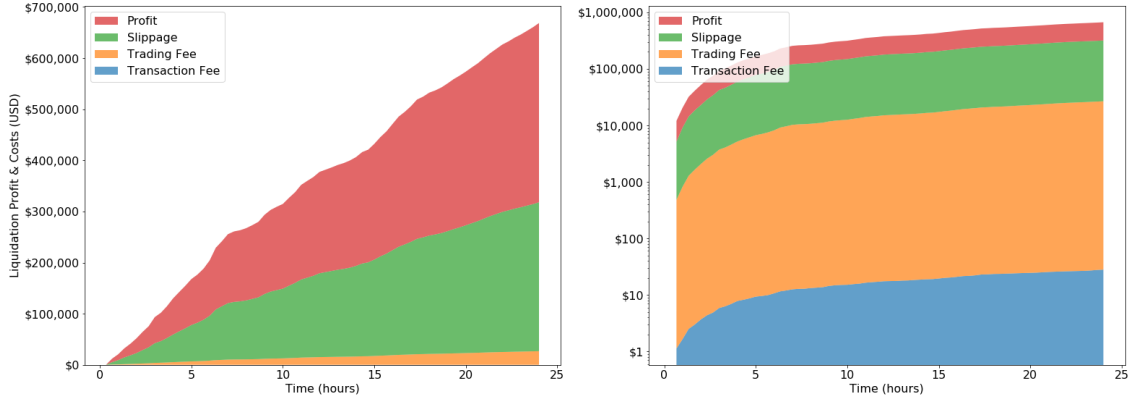 Liquidation Profit & Costs (USD)
$700,000
$600,000
$500,000
$400,000
$300,000
$200,000
$100,000
$0
Profit
Slippage
Trading Fee
Transaction Fee
0 5 10 15 20 25
Time (hours)
$1,000,000
$100,000
$10,000
$1,000
$100
$10
$1
Profit
Slippage
Trading Fee
Transaction Fee
0 5 10 15 20 25
Time (hours)